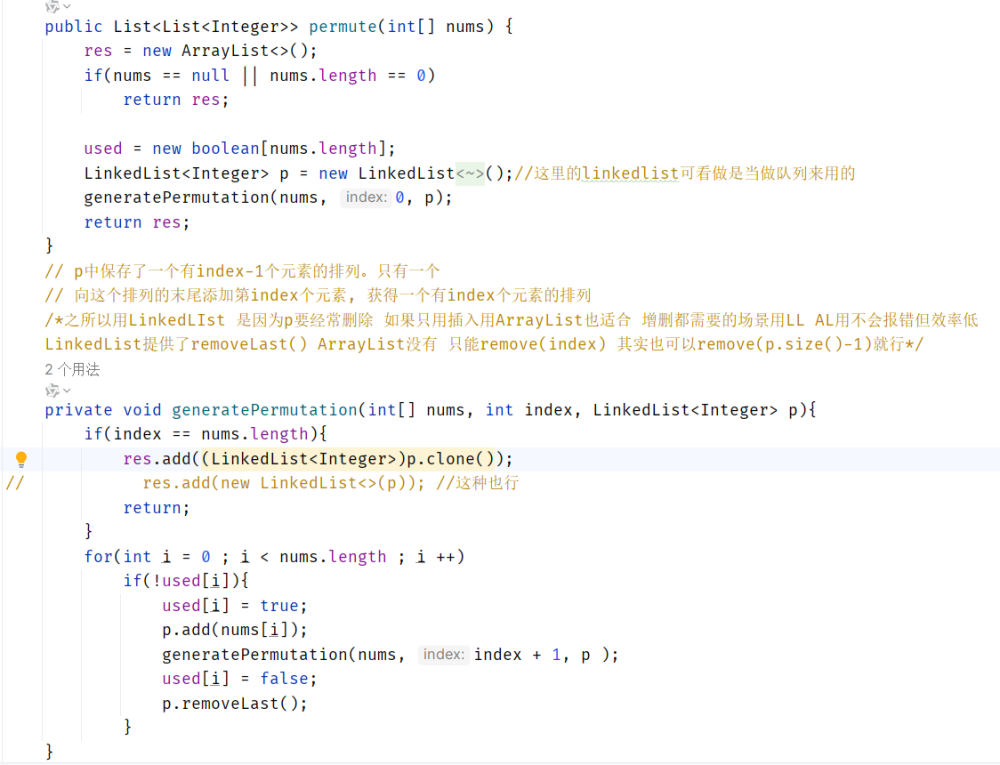 public List<List<Integer>> permute(int[] nums) {
res = new ArrayList<>();
if(nums == null || nums.length == 0)
return res;
used = new boolean[nums.length];
LinkedList<Integer> p = new LinkedList<~>();//这里的linkedlist可看做是当做队列来用的
generatePermutation(nums, index: 0, p);
return res;
}
// p中保存了一个有index-1个元素的排列。只有一个
// 向这个排列的末尾添加第index个元素, 获得一个有index个元素的排列
/*之所以用LinkedLIst 是因为p要经常删除 如果只用插入用ArrayList也适合 增删都需要的场景用LL AL用不会报错但效率低
LinkedList提供了removeLast() ArrayList没有 只能remove(index) 其实也可以remove(p.size()-1)就行*/
2 个用法
private void generatePermutation(int[] nums, int index, LinkedList<Integer> p){
if(index == nums.length){
res.add((LinkedList<Integer>)p.clone());
// res.add(new LinkedList<>(p)); //这种也行
return;
}
for(int i = 0 ; i < nums.length ; i ++)
if(!used[i]){
used[i] = true;
p.add(nums[i]);
generatePermutation(nums, index: index + 1, p );
used[i] = false;
p.removeLast();
}
}